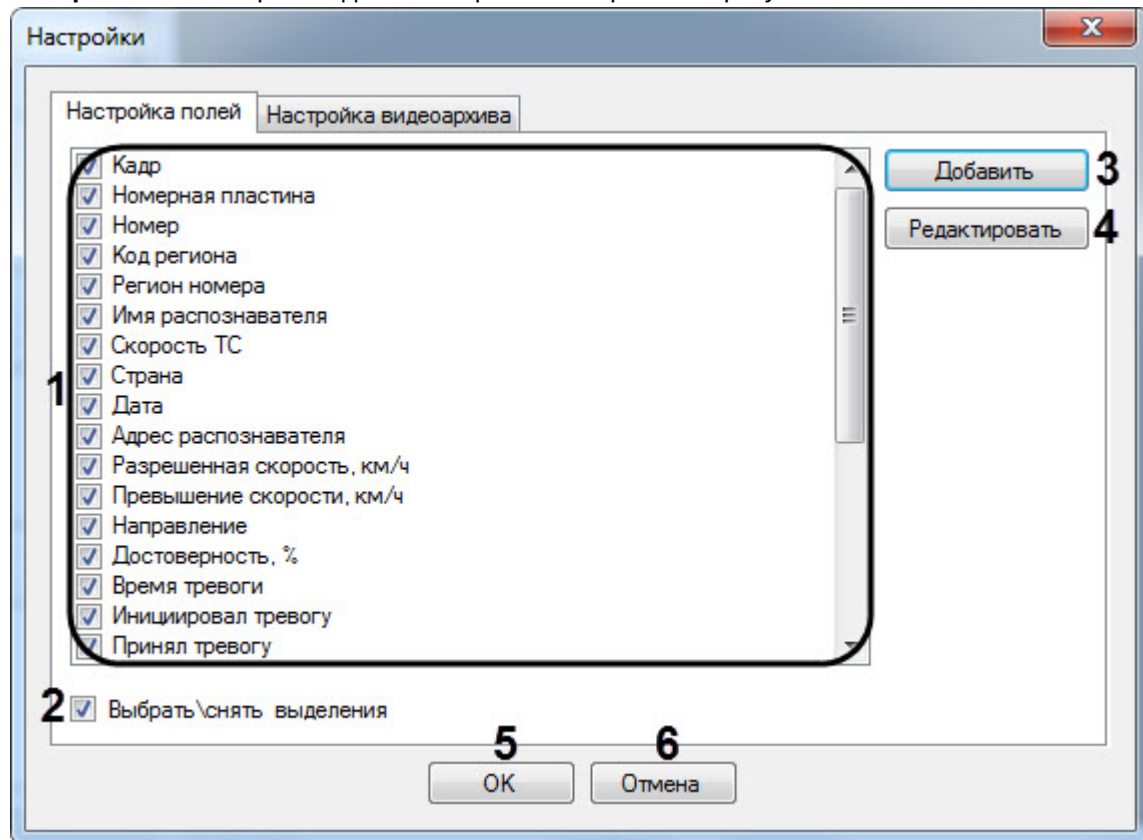 Настройки
Настройка полей Настройка видеоархива
Кадр
Номерная пластина
Номер
Код региона
Регион номера
Имя распознавателя
Скорость ТС
Страна
Дата
Адрес распознавателя
Разрешенная скорость, км/ч
Превышение скорости, км/ч
Направление
Достоверность, %
Время тревоги
Инициировал тревогу
Принял тревогу
1
Добавить 3
Редактировать 4
2 Выбрать\снять выделения
5 6
OK Отмена